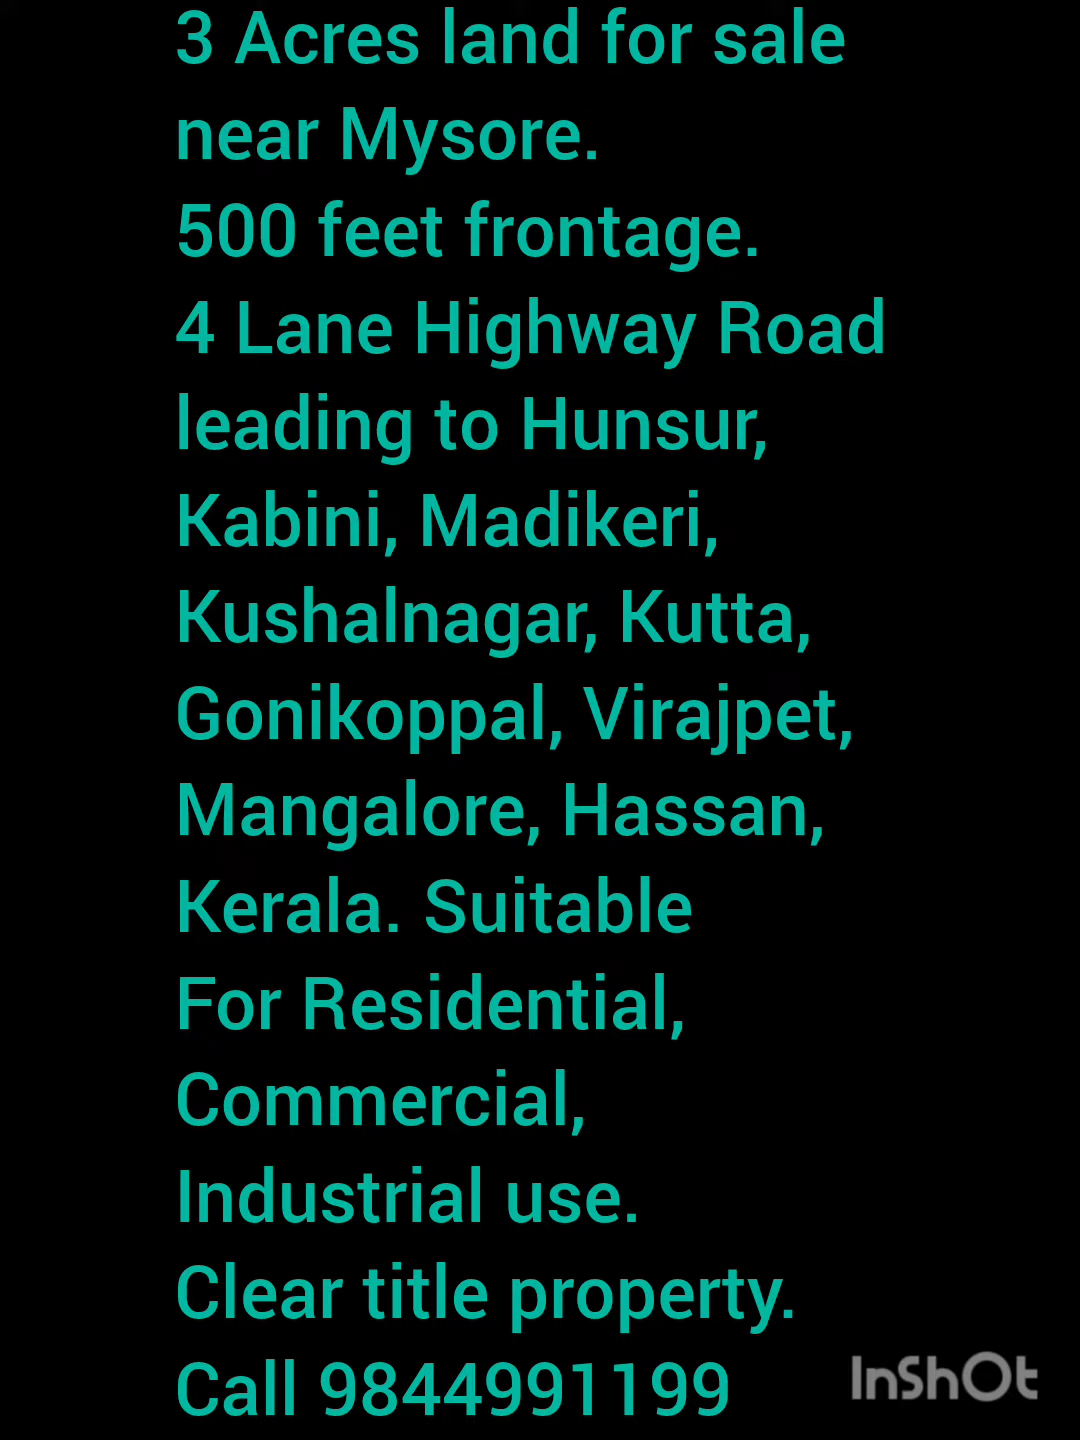 3 Acres land for sale
near Mysore.
500 feet frontage.
4 Lane Highway Road
leading to Hunsur,
Kabini, Madikeri,
Kushalnagar, Kutta,
Gonikoppal, Virajpet,
Mangalore, Hassan,
Kerala. Suitable
For Residential,
Commercial,
Industrial use.
Clear title property.
Call 9844991199
InShOt